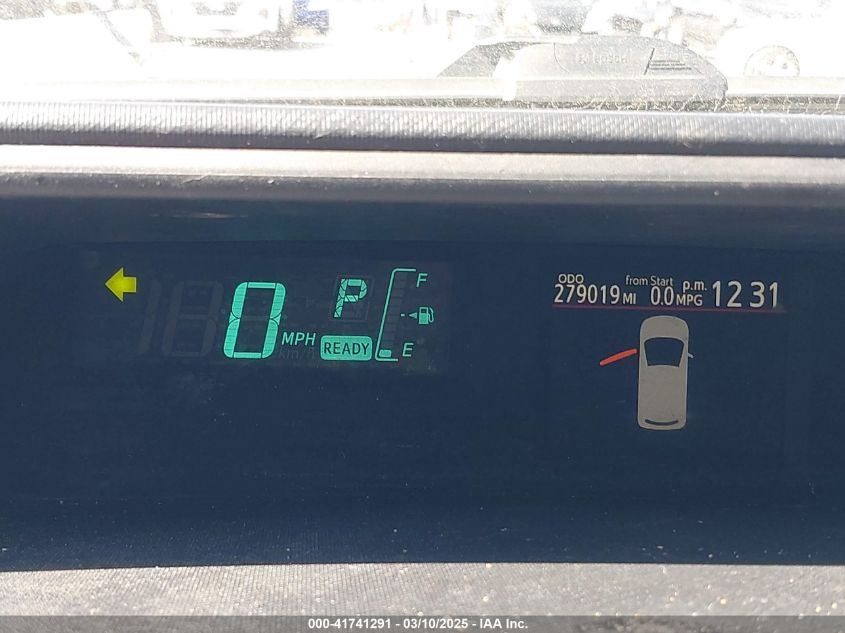 ODO from Start p.m.
279019 MI 0.0 MPG 12 31
0 MPH P F
READY E
000-41741291 - 03/10/2025 - IAA Inc.